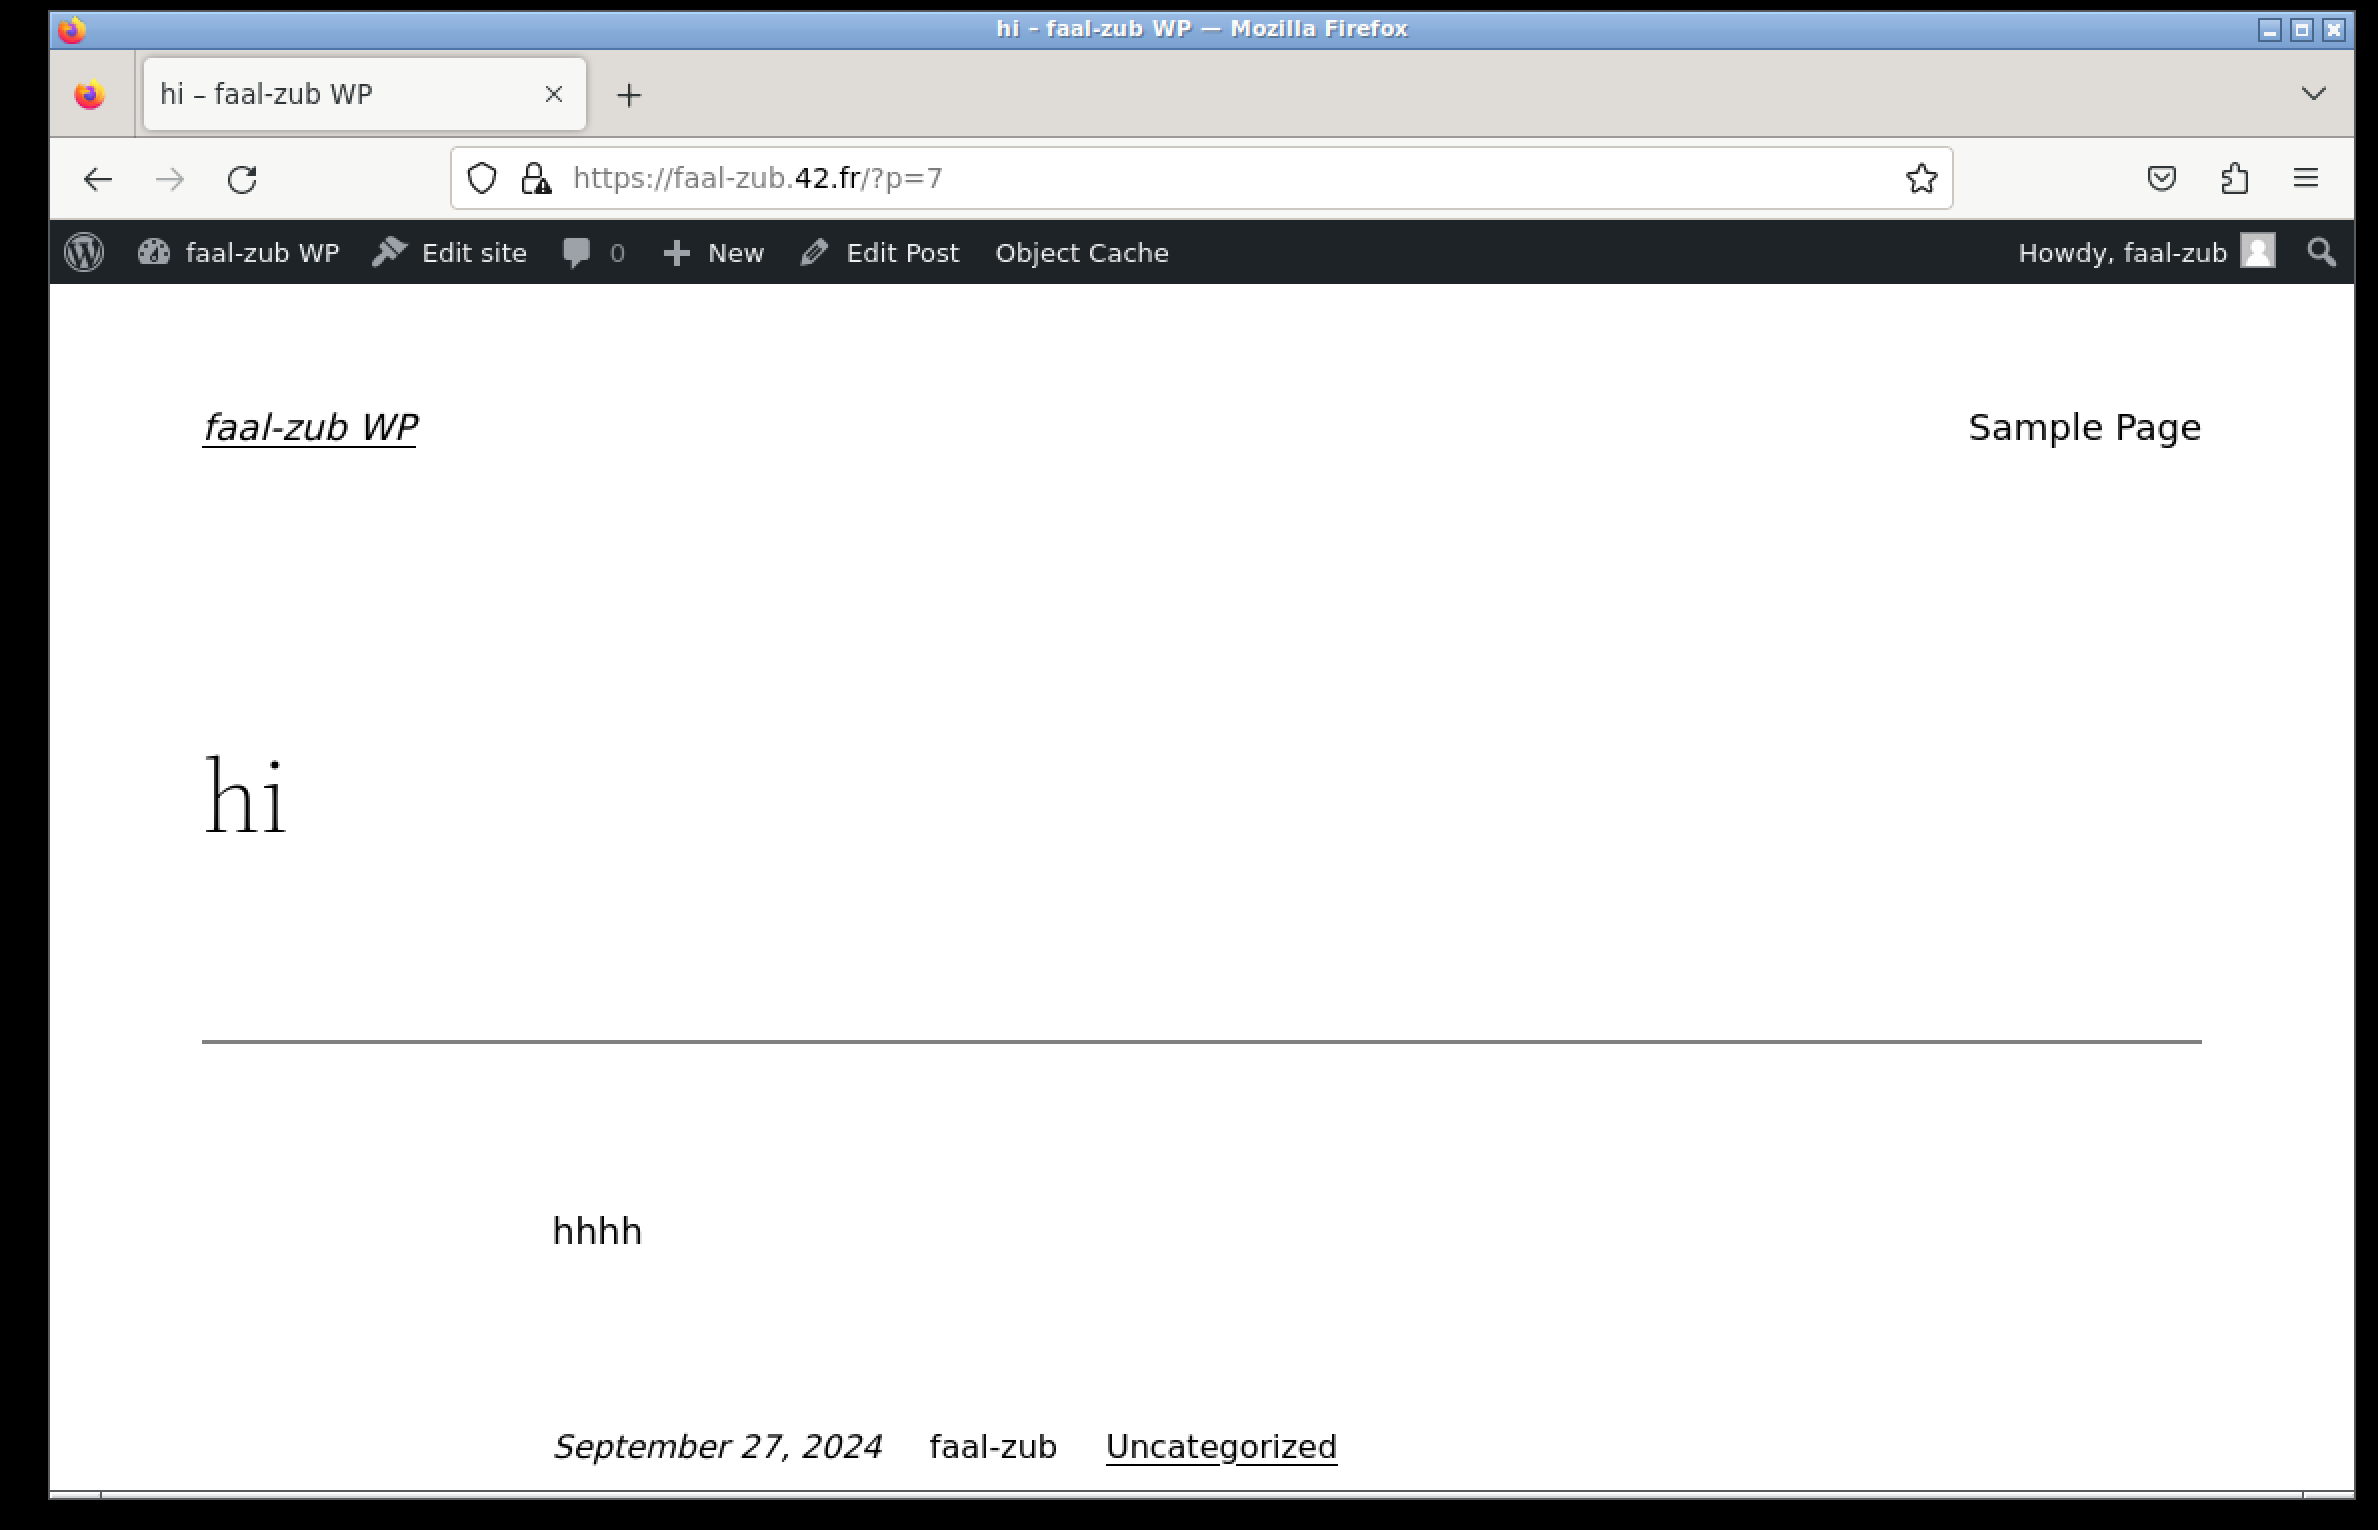 hi – faal-zub WP — Mozilla Firefox
hi – faal-zub WP
https://faal-zub.42.fr/?p=7
faal-zub WP Edit site 0 New Edit Post Object Cache Howdy, faal-zub
faal-zub WP Sample Page
hi
hhhh
September 27, 2024 faal-zub Uncategorized